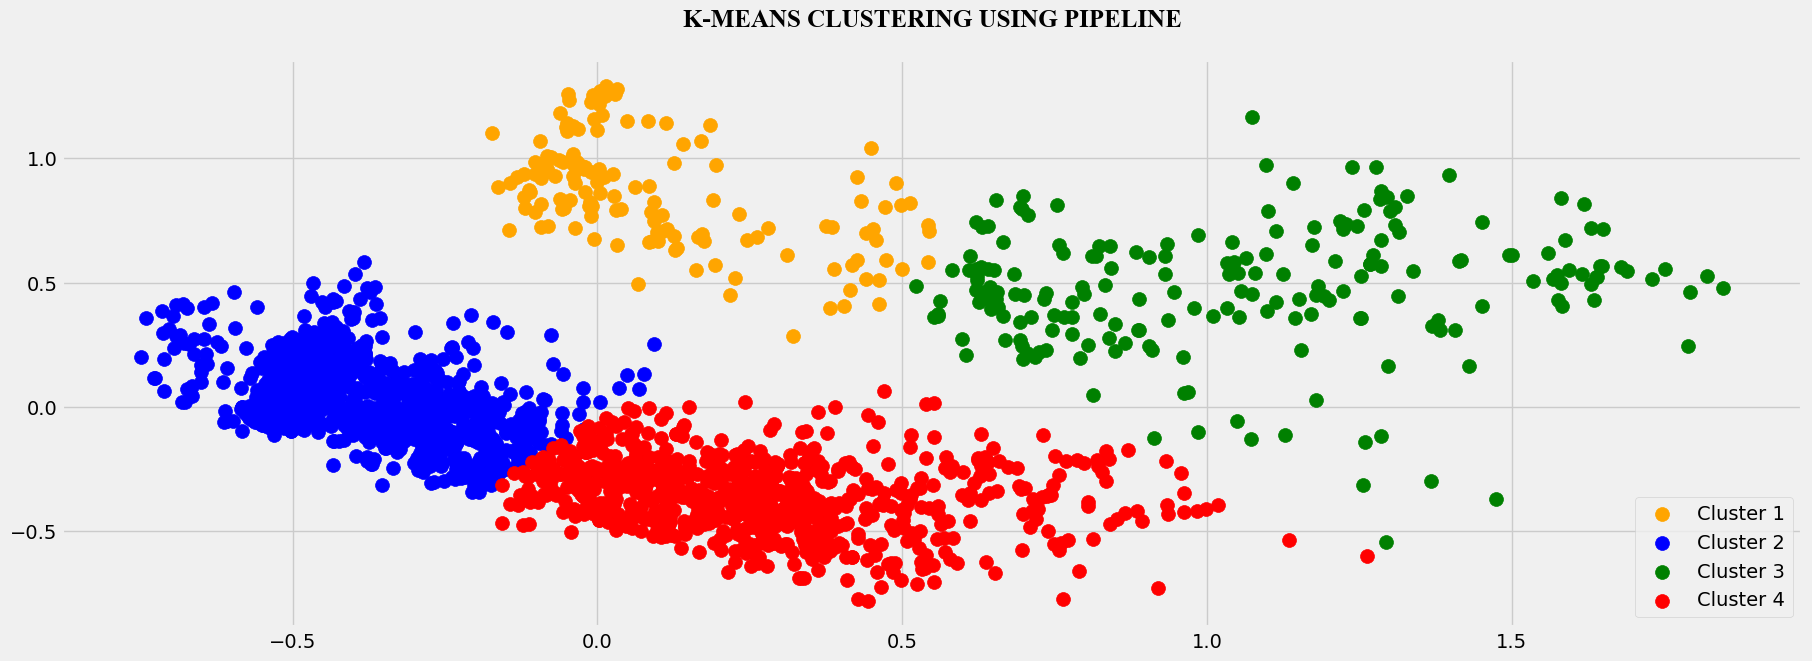 K-MEANS CLUSTERING USING PIPELINE
1.0
0.5
0.0
−0.5
−0.5 0.0 0.5 1.0 1.5
Cluster 1
Cluster 2
Cluster 3
Cluster 4